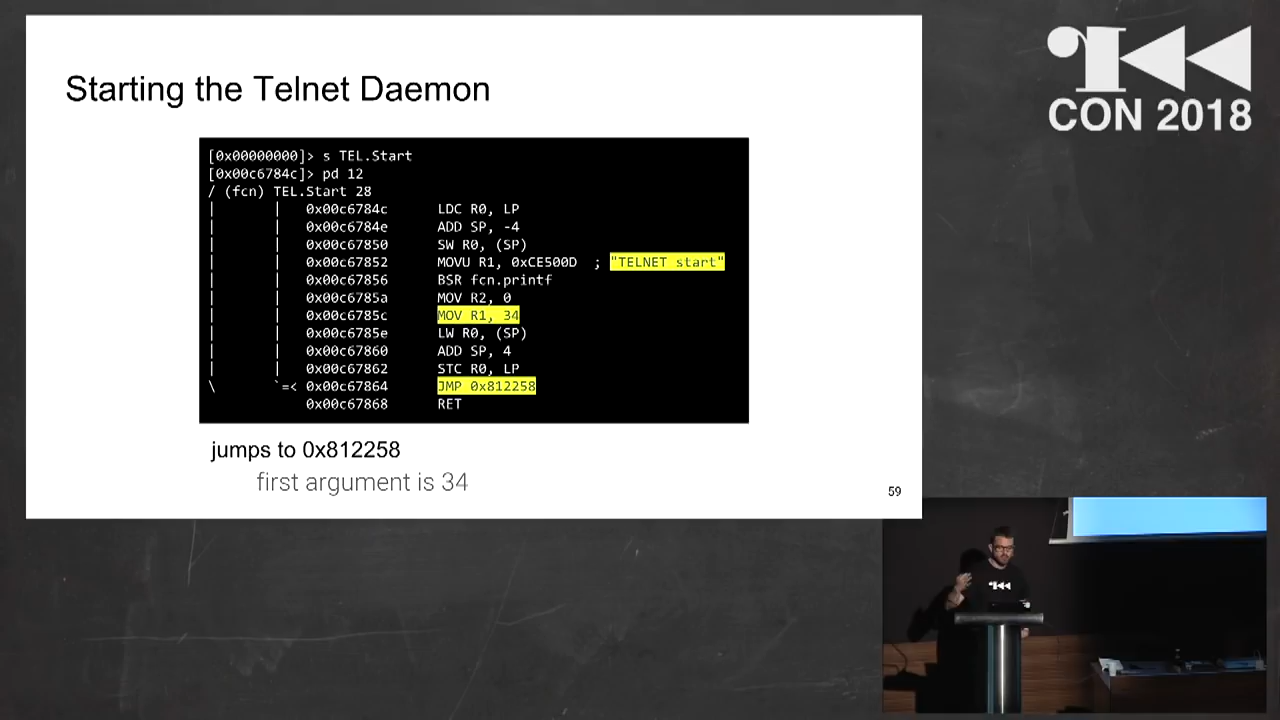 Starting the Telnet Daemon
[0x00000000]> s TEL.Start
[0x00c6784c]> pd 12
/ (fcn) TEL.Start 28
|       | 0x00c6784c LDC R0, LP
|       | 0x00c6784e ADD SP, -4
|       | 0x00c67850 SW R0, (SP)
|       | 0x00c67852 MOVU R1, 0xCE500D ; "TELNET start"
|       | 0x00c67856 BSR fcn.printf
|       | 0x00c6785a MOV R2, 0
|       | 0x00c6785c MOV R1, 34
|       | 0x00c6785e LW R0, (SP)
|       | 0x00c67860 ADD SP, 4
|       | 0x00c67862 STC R0, LP
\       `=< 0x00c67864 JMP 0x812258
0x00c67868 RET
jumps to 0x812258
first argument is 34
59
CON 2018